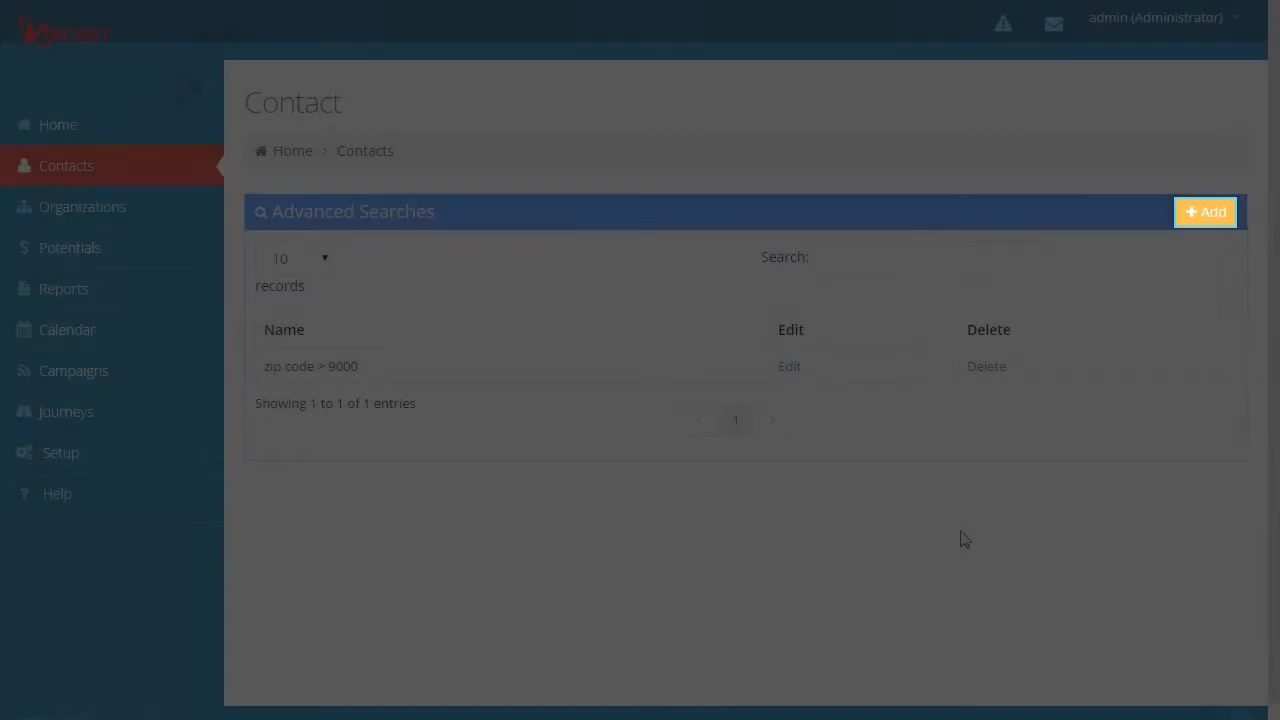 Voicent
admin (Administrator)
Home
Contacts
Organizations
Potentials
Reports
Calendar
Campaigns
Journeys
Setup
Help
Contact
Home > Contacts
Advanced Searches
Add
10
records
Search:
Name Edit Delete
zip code > 9000 Edit Delete
Showing 1 to 1 of 1 entries
1